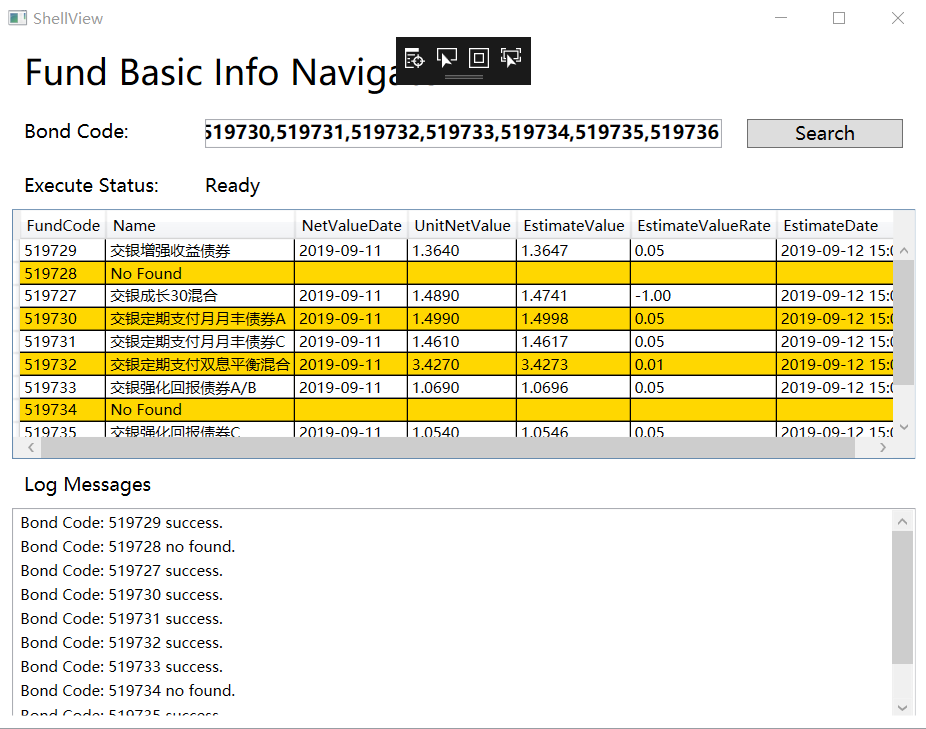 ShellView
Fund Basic Info Naviga
Bond Code: 519730,519731,519732,519733,519734,519735,519736 Search
Execute Status: Ready
FundCode Name NetValueDate UnitNetValue EstimateValue EstimateValueRate EstimateDate
519729 交银增强收益债券 2019-09-11 1.3640 1.3647 0.05 2019-09-12 15:0
519728 No Found
519727 交银成长30混合 2019-09-11 1.4890 1.4741 -1.00 2019-09-12 15:0
519730 交银定期支付月月丰债券A 2019-09-11 1.4990 1.4998 0.05 2019-09-12 15:0
519731 交银定期支付月月丰债券C 2019-09-11 1.4610 1.4617 0.05 2019-09-12 15:0
519732 交银定期支付双息平衡混合 2019-09-11 3.4270 3.4273 0.01 2019-09-12 15:0
519733 交银强化回报债券A/B 2019-09-11 1.0690 1.0696 0.05 2019-09-12 15:0
519734 No Found
519735 交银强化回报债券C 2019-09-11 1.0540 1.0546 0.05 2019-09-12 15:0
Log Messages
Bond Code: 519729 success.
Bond Code: 519728 no found.
Bond Code: 519727 success.
Bond Code: 519730 success.
Bond Code: 519731 success.
Bond Code: 519732 success.
Bond Code: 519733 success.
Bond Code: 519734 no found.
Bond Code: 519735 success.